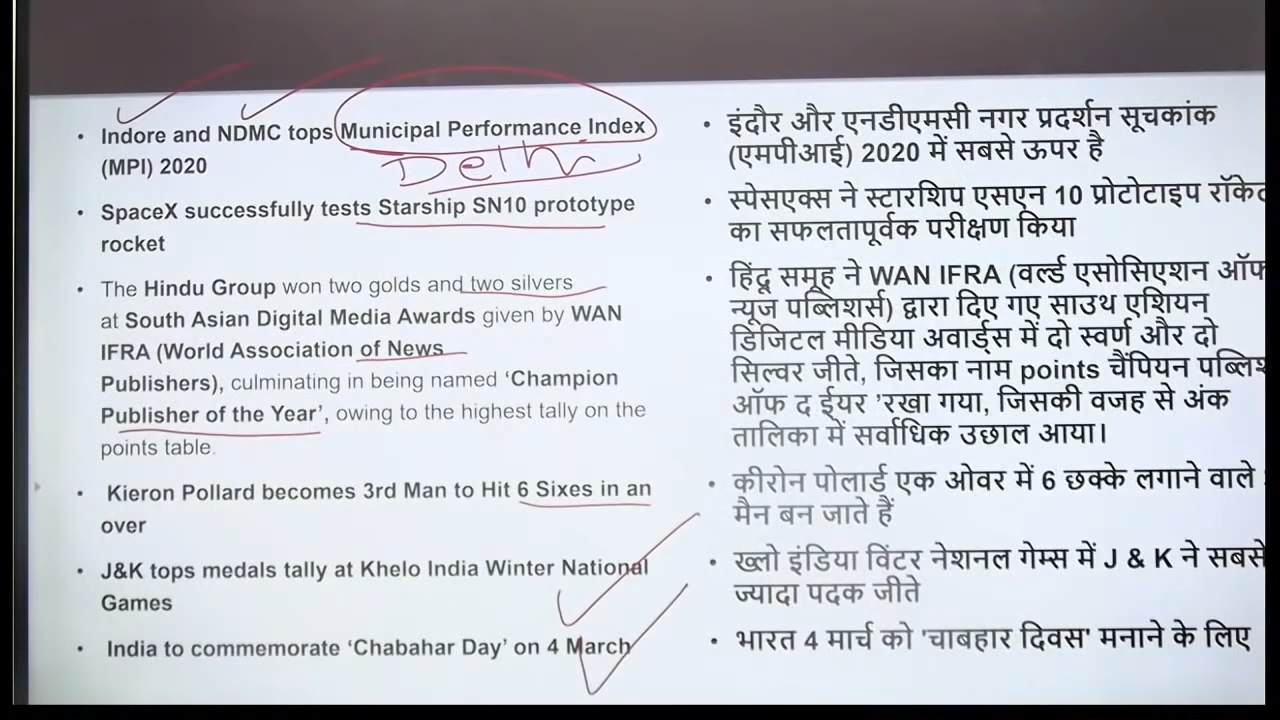 • Indore and NDMC tops Municipal Performance Index
(MPI) 2020
Delhi
• SpaceX successfully tests Starship SN10 prototype
rocket
• The Hindu Group won two golds and two silvers
at South Asian Digital Media Awards given by WAN
IFRA (World Association of News
Publishers), culminating in being named ‘Champion
Publisher of the Year’, owing to the highest tally on the
points table.
• Kieron Pollard becomes 3rd Man to Hit 6 Sixes in an
over
• J&K tops medals tally at Khelo India Winter National
Games
• India to commemorate ‘Chabahar Day’ on 4 March
• इंदौर और एनडीएमसी नगर प्रदर्शन सूचकांक
(एमपीआई) 2020 में सबसे ऊपर है
• स्पेसएक्स ने स्टारशिप एसएन 10 प्रोटोटाइप रॉकेट
का सफलतापूर्वक परीक्षण किया
• हिंदू समूह ने WAN IFRA (वर्ल्ड एसोसिएशन ऑफ
न्यूज पब्लिशर्स) द्वारा दिए गए साउथ एशियन
डिजिटल मीडिया अवार्ड्स में दो स्वर्ण और दो
सिल्वर जीते, जिसका नाम points चैंपियन पब्लिश
ऑफ द ईयर ’रखा गया, जिसकी वजह से अंक
तालिका में सर्वाधिक उछाल आया।
• कीरोन पोलार्ड एक ओवर में 6 छक्के लगाने वाले
मैन बन जाते हैं
• ख्लो इंडिया विंटर नेशनल गेम्स में J & K ने सबसे
ज्यादा पदक जीते
• भारत 4 मार्च को 'चाबहार दिवस' मनाने के लिए